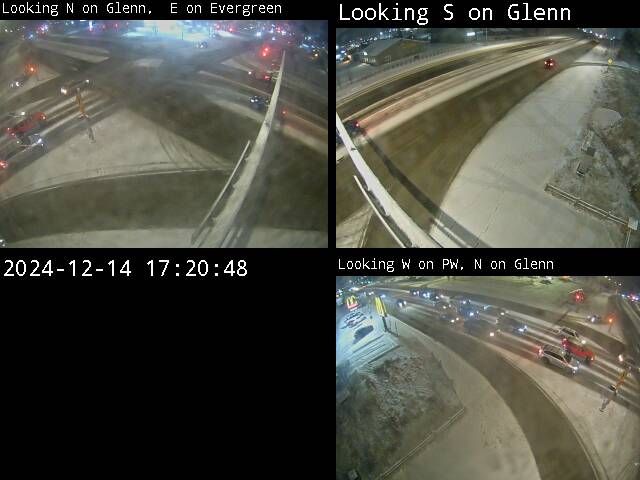 Looking N on Glenn,  E on Evergreen
Looking S on Glenn
2024-12-14 17:20:48
Looking W on PW, N on Glenn